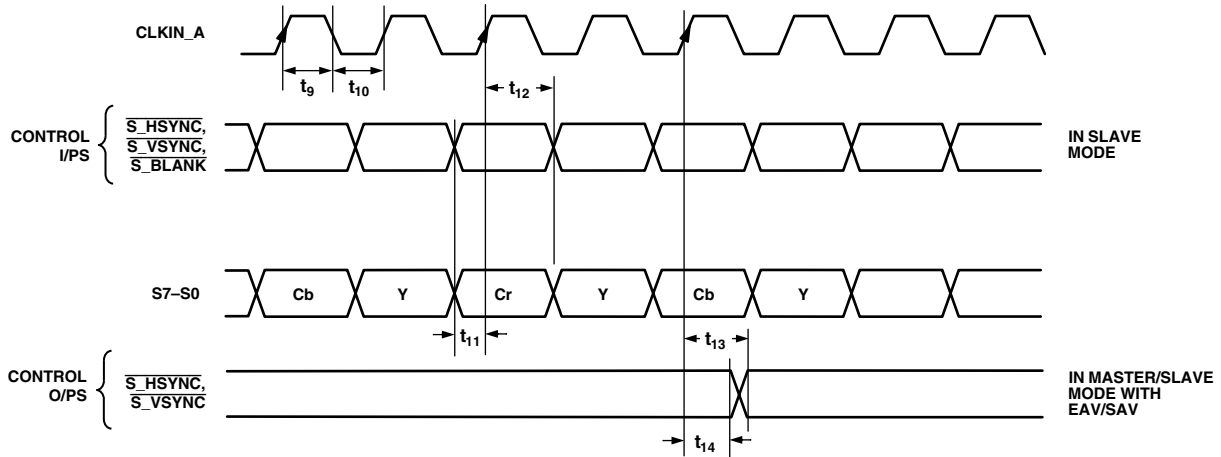 CLKIN_A
t9
t10
t12
CONTROL
I/PS
S_HSYNC,
S_VSYNC,
S_BLANK
IN SLAVE
MODE
S7–S0
Cb
Y
Cr
Y
Cb
Y
t11
t13
CONTROL
O/PS
S_HSYNC,
S_VSYNC
IN MASTER/SLAVE
MODE WITH
EAV/SAV
t14